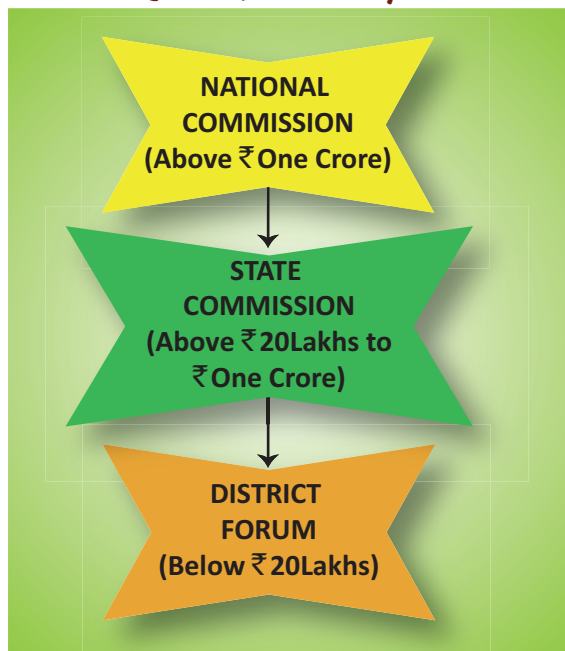 NATIONAL
COMMISSION
(Above ₹One Crore)
STATE
COMMISSION
(Above ₹20Lakhs to
₹One Crore)
DISTRICT
FORUM
(Below ₹20Lakhs)